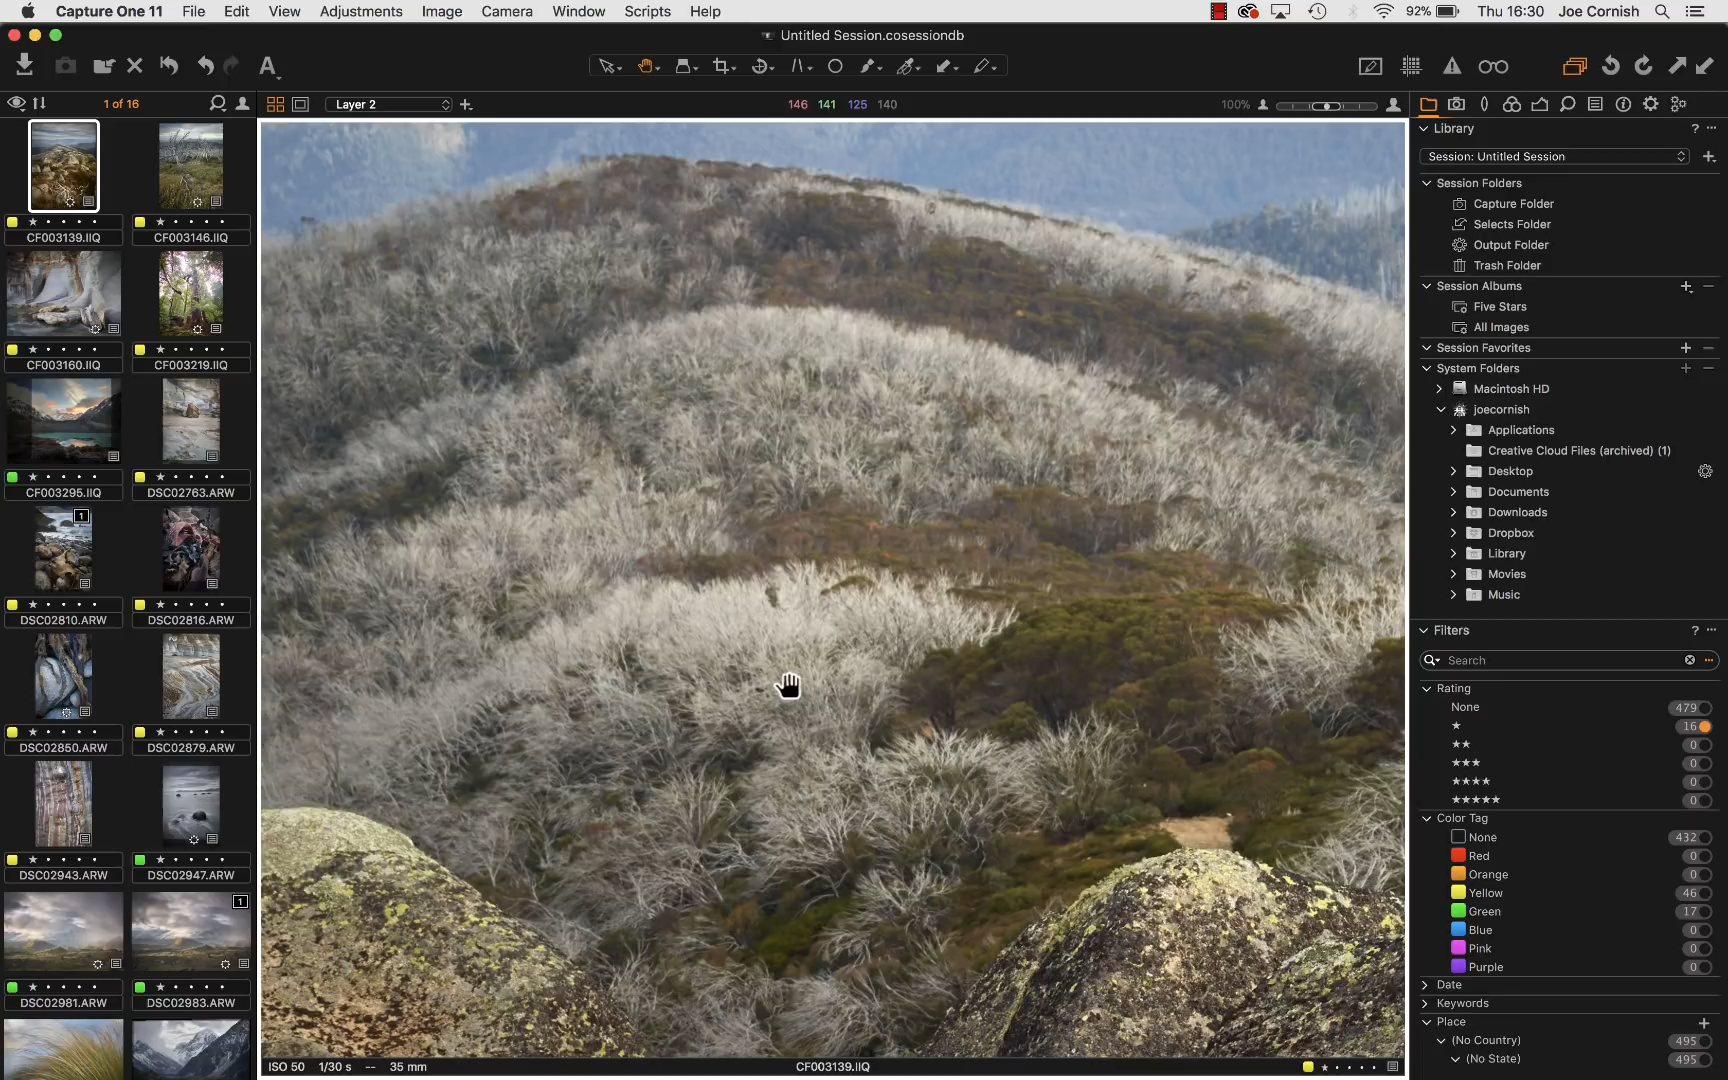 Capture One 11 File Edit View Adjustments Image Camera Window Scripts Help 92% Thu 16:30 Joe Cornish
Untitled Session.cosessiondb
A
1 of 16 Layer 2 146 141 125 140 100%
CF003139.IIQ CF003146.IIQ
CF003160.IIQ CF003219.IIQ
CF003295.IIQ DSC02763.ARW
1
DSC02810.ARW DSC02816.ARW
DSC02850.ARW DSC02879.ARW
DSC02943.ARW DSC02947.ARW
1
DSC02981.ARW DSC02983.ARW
ISO 50 1/30 s -- 35 mm CF003139.IIQ
Library ? ...
Session: Untitled Session
Session Folders
Capture Folder
Selects Folder
Output Folder
Trash Folder
Session Albums
Five Stars
All Images
Session Favorites
System Folders
Macintosh HD
joecornish
Applications
Creative Cloud Files (archived) (1)
Desktop
Documents
Downloads
Dropbox
Library
Movies
Music
Filters ? ...
Search
Rating
None 479
★ 16
★★ 0
★★★ 0
★★★★ 0
★★★★★ 0
Color Tag
None 432
Red 0
Orange 0
Yellow 46
Green 17
Blue 0
Pink 0
Purple 0
Date
Keywords
Place
(No Country) 495
(No State) 495